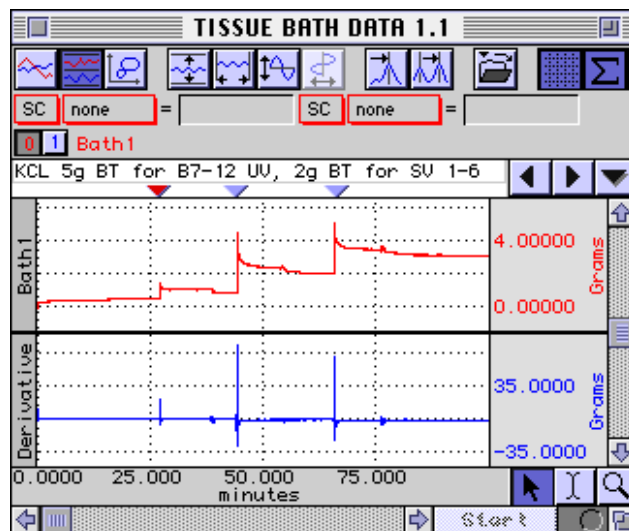 TISSUE BATH DATA 1.1
SC none = SC none =
0 1 Bath1
KCL 5g BT for B7-12 UV, 2g BT for SV 1-6
Bath1
4.00000
0.00000
Grams
Derivative
35.0000
-35.0000
Grams
0.0000 25.000 50.000 75.000
minutes
Start